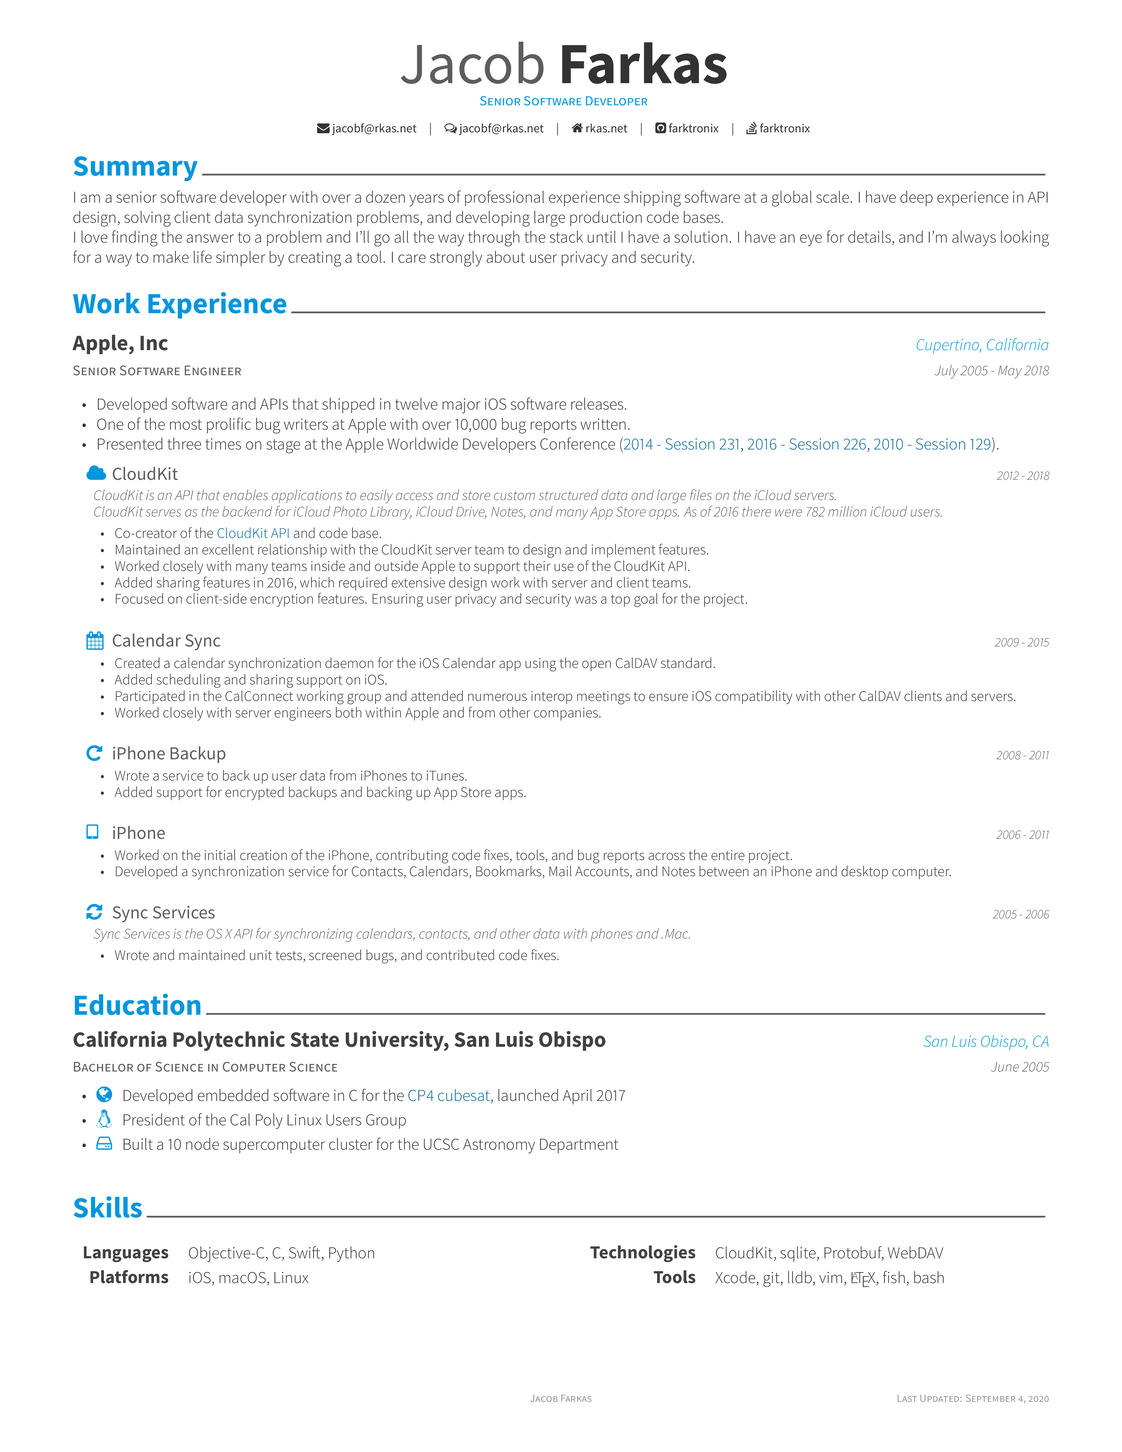 Jacob Farkas
Senior Software Developer
jacobf@rkas.net | jacobf@rkas.net | rkas.net | farktronix | farktronix
Summary
I am a senior software developer with over a dozen years of professional experience shipping software at a global scale. I have deep experience in API
design, solving client data synchronization problems, and developing large production code bases.
I love finding the answer to a problem and I'll go all the way through the stack until I have a solution. I have an eye for details, and I'm always looking
for a way to make life simpler by creating a tool. I care strongly about user privacy and security.
Work Experience
Apple, Inc Cupertino, California
Senior Software Engineer July 2005 - May 2018
• Developed software and APIs that shipped in twelve major iOS software releases.
• One of the most prolific bug writers at Apple with over 10,000 bug reports written.
• Presented three times on stage at the Apple Worldwide Developers Conference (2014 - Session 231, 2016 - Session 226, 2010 - Session 129).
CloudKit 2012 - 2018
CloudKit is an API that enables applications to easily access and store custom structured data and large files on the iCloud servers.
CloudKit serves as the backend for iCloud Photo Library, iCloud Drive, Notes, and many App Store apps. As of 2016 there were 782 million iCloud users.
• Co-creator of the CloudKit API and code base.
• Maintained an excellent relationship with the CloudKit server team to design and implement features.
• Worked closely with many teams inside and outside Apple to support their use of the CloudKit API.
• Added sharing features in 2016, which required extensive design work with server and client teams.
• Focused on client-side encryption features. Ensuring user privacy and security was a top goal for the project.
Calendar Sync 2009 - 2015
• Created a calendar synchronization daemon for the iOS Calendar app using the open CalDAV standard.
• Added scheduling and sharing support on iOS.
• Participated in the CalConnect working group and attended numerous interop meetings to ensure iOS compatibility with other CalDAV clients and servers.
• Worked closely with server engineers both within Apple and from other companies.
iPhone Backup 2008 - 2011
• Wrote a service to back up user data from iPhones to iTunes.
• Added support for encrypted backups and backing up App Store apps.
iPhone 2006 - 2011
• Worked on the initial creation of the iPhone, contributing code fixes, tools, and bug reports across the entire project.
• Developed a synchronization service for Contacts, Calendars, Bookmarks, Mail Accounts, and Notes between an iPhone and desktop computer.
Sync Services 2005 - 2006
Sync Services is the OS X API for synchronizing calendars, contacts, and other data with phones and .Mac.
• Wrote and maintained unit tests, screened bugs, and contributed code fixes.
Education
California Polytechnic State University, San Luis Obispo San Luis Obispo, CA
Bachelor of Science in Computer Science June 2005
• Developed embedded software in C for the CP4 cubesat, launched April 2017
• President of the Cal Poly Linux Users Group
• Built a 10 node supercomputer cluster for the UCSC Astronomy Department
Skills
Languages Objective-C, C, Swift, Python Technologies CloudKit, sqlite, Protobuf, WebDAV
Platforms iOS, macOS, Linux Tools Xcode, git, lldb, vim, LaTeX, fish, bash
Jacob Farkas Last Updated: September 4, 2020